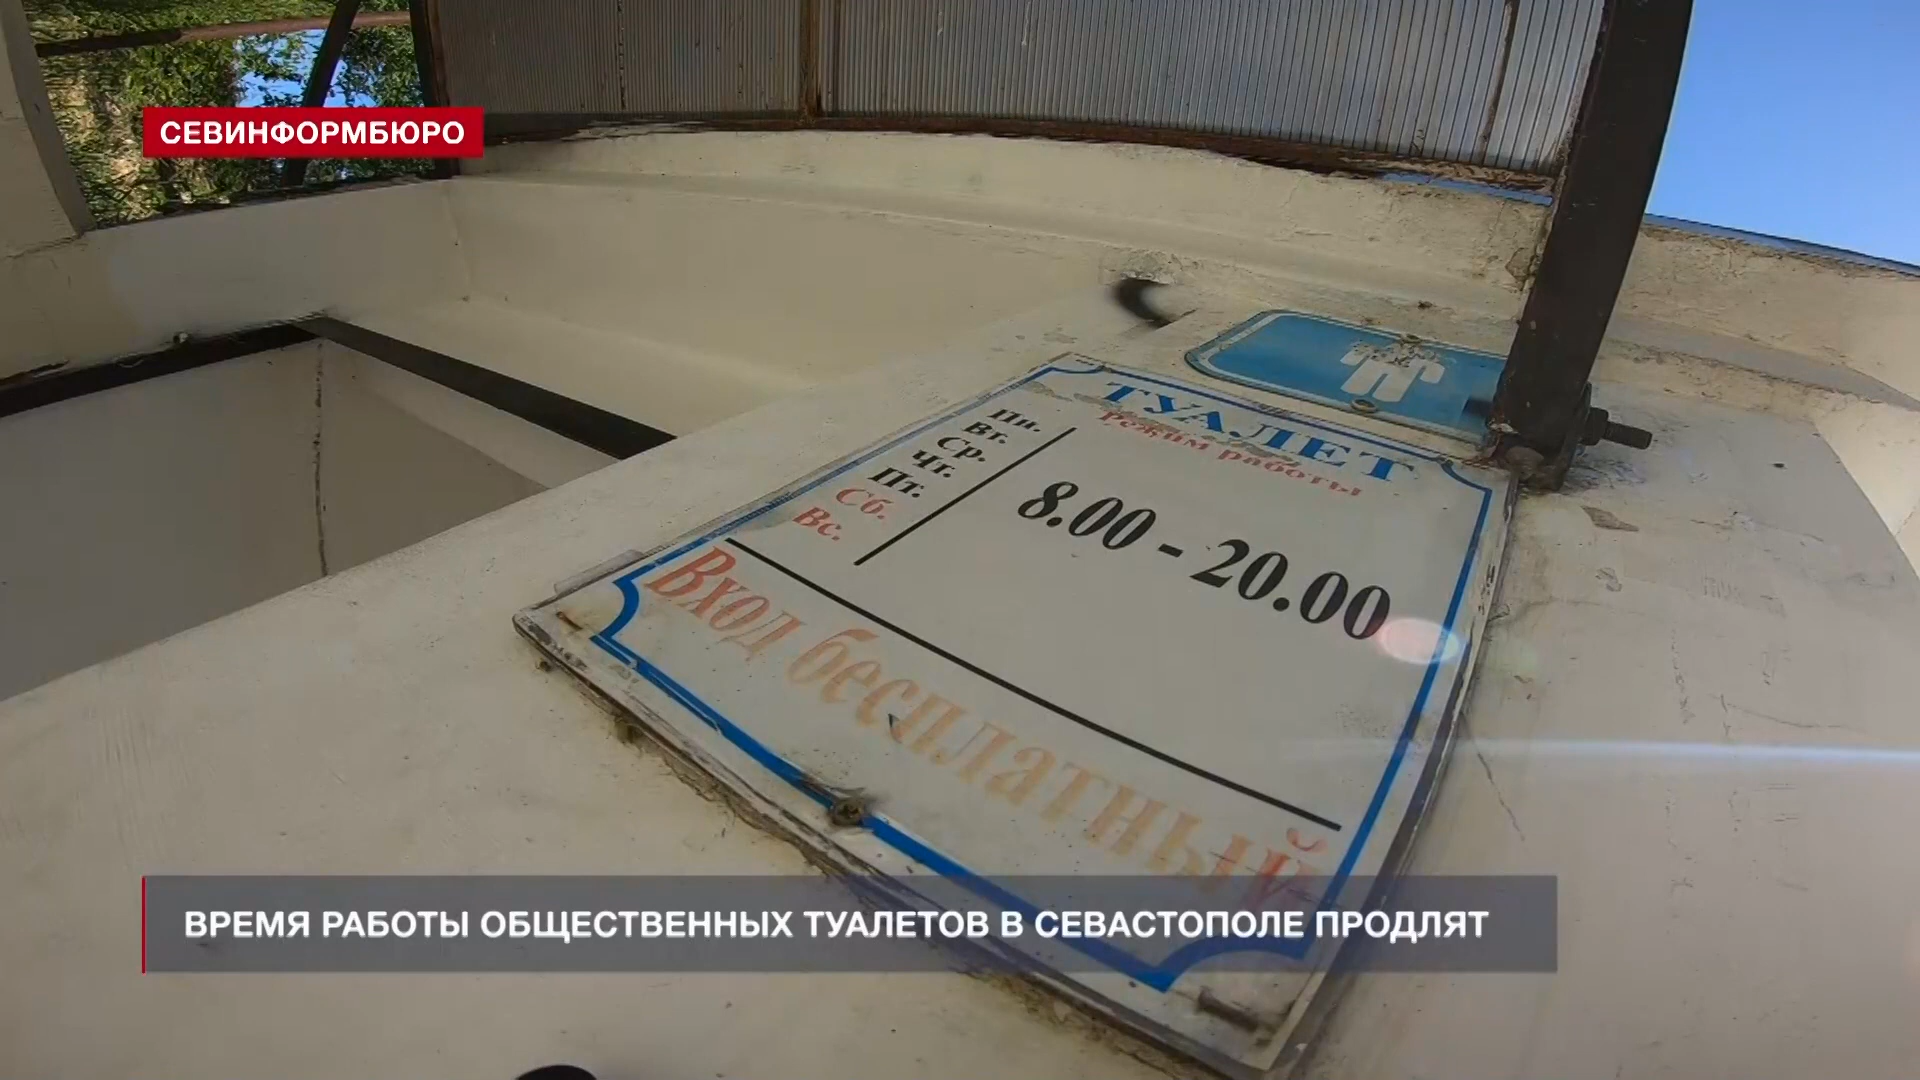 СЕВИНФОРМБЮРО
ТУАЛЕТ
Режим работы
Пн.
Вт.
Ср.
Чт.
Пт.
Сб.
Вс.
8.00 - 20.00
Вход бесплатный
ВРЕМЯ РАБОТЫ ОБЩЕСТВЕННЫХ ТУАЛЕТОВ В СЕВАСТОПОЛЕ ПРОДЛЯТ